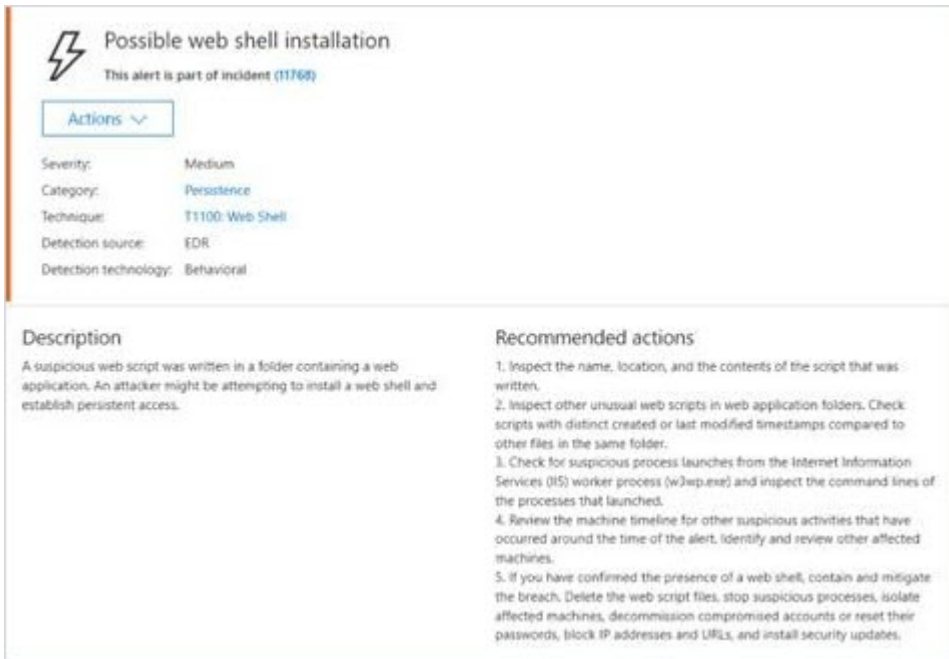 Possible web shell installation
This alert is part of incident (11768)
Actions
Severity: Medium
Category: Persistence
Technique: T1100: Web Shell
Detection source: EDR
Detection technology: Behavioral
Description
A suspicious web script was written in a folder containing a web
application. An attacker might be attempting to install a web shell and
establish persistent access.
Recommended actions
1. Inspect the name, location, and the contents of the script that was
written.
2. Inspect other unusual web scripts in web application folders. Check
scripts with distinct created or last modified timestamps compared to
other files in the same folder.
3. Check for suspicious process launches from the Internet Information
Services (IIS) worker process (w3wp.exe) and inspect the command lines of
the processes that launched.
4. Review the machine timeline for other suspicious activities that have
occurred around the time of the alert. Identify and review other affected
machines.
5. If you have confirmed the presence of a web shell, contain and mitigate
the breach. Delete the web script files, stop suspicious processes, isolate
affected machines, decommission compromised accounts or reset their
passwords, block IP addresses and URLs, and install security updates.